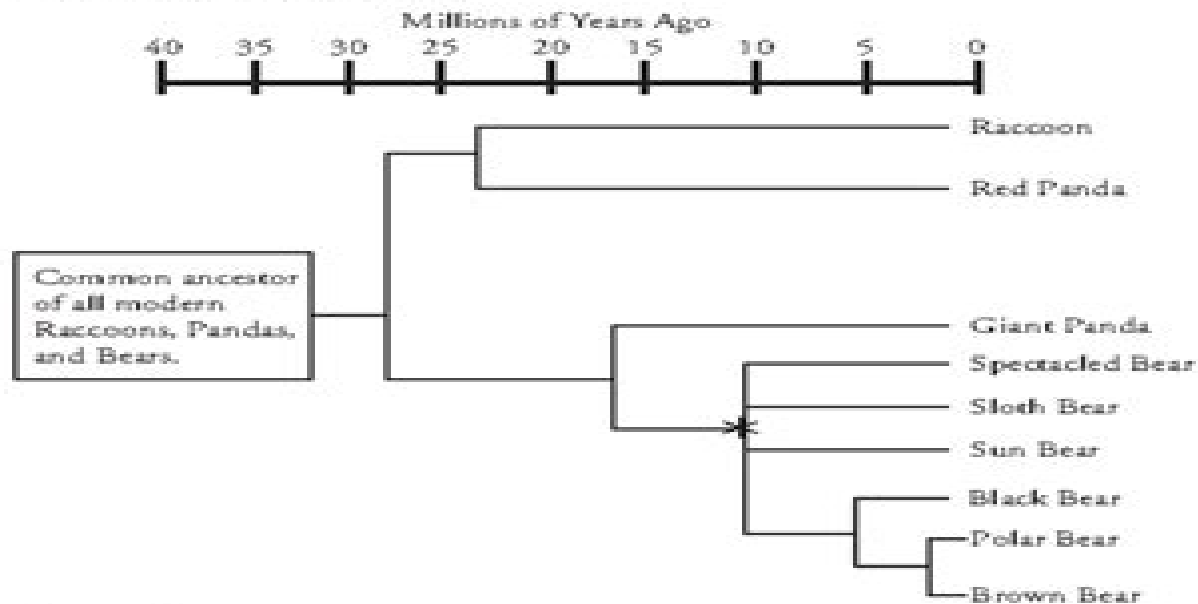 Millions of Years Ago
40 35 30 25 20 15 10 5 0
Raccoon
Red Panda
Common ancestor
of all modern
Raccoons, Pandas,
and Bears.
Giant Panda
Spectacled Bear
Sloth Bear
Sun Bear
Black Bear
Polar Bear
Brown Bear